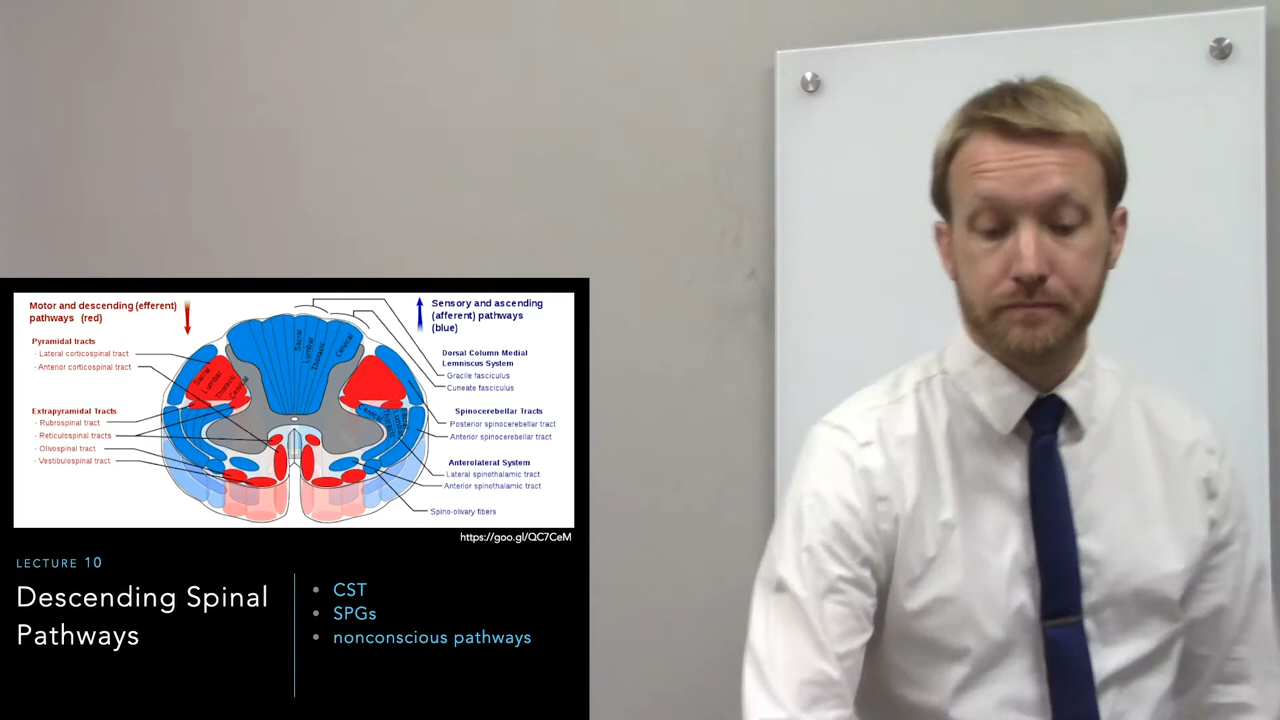 Motor and descending (efferent)
pathways (red)
Pyramidal tracts
· Lateral corticospinal tract
· Anterior corticospinal tract
Extrapyramidal Tracts
· Rubrospinal tract
· Reticulospinal tracts
· Olivospinal tract
· Vestibulospinal tract
Sacral
Lumbar
Thoracic
Cervical
Sacral
Lumbar
Cervical
Sensory and ascending
(afferent) pathways
(blue)
Dorsal Column Medial
Lemniscus System
Gracile fasciculus
Cuneate fasciculus
Spinocerebellar Tracts
Posterior spinocerebellar tract
Anterior spinocerebellar tract
Anterolateral System
Lateral spinothalamic tract
Anterior spinothalamic tract
Spino-olivary fibers
https://goo.gl/QC7CeM
LECTURE 10
Descending Spinal
Pathways
• CST
• SPGs
• nonconscious pathways